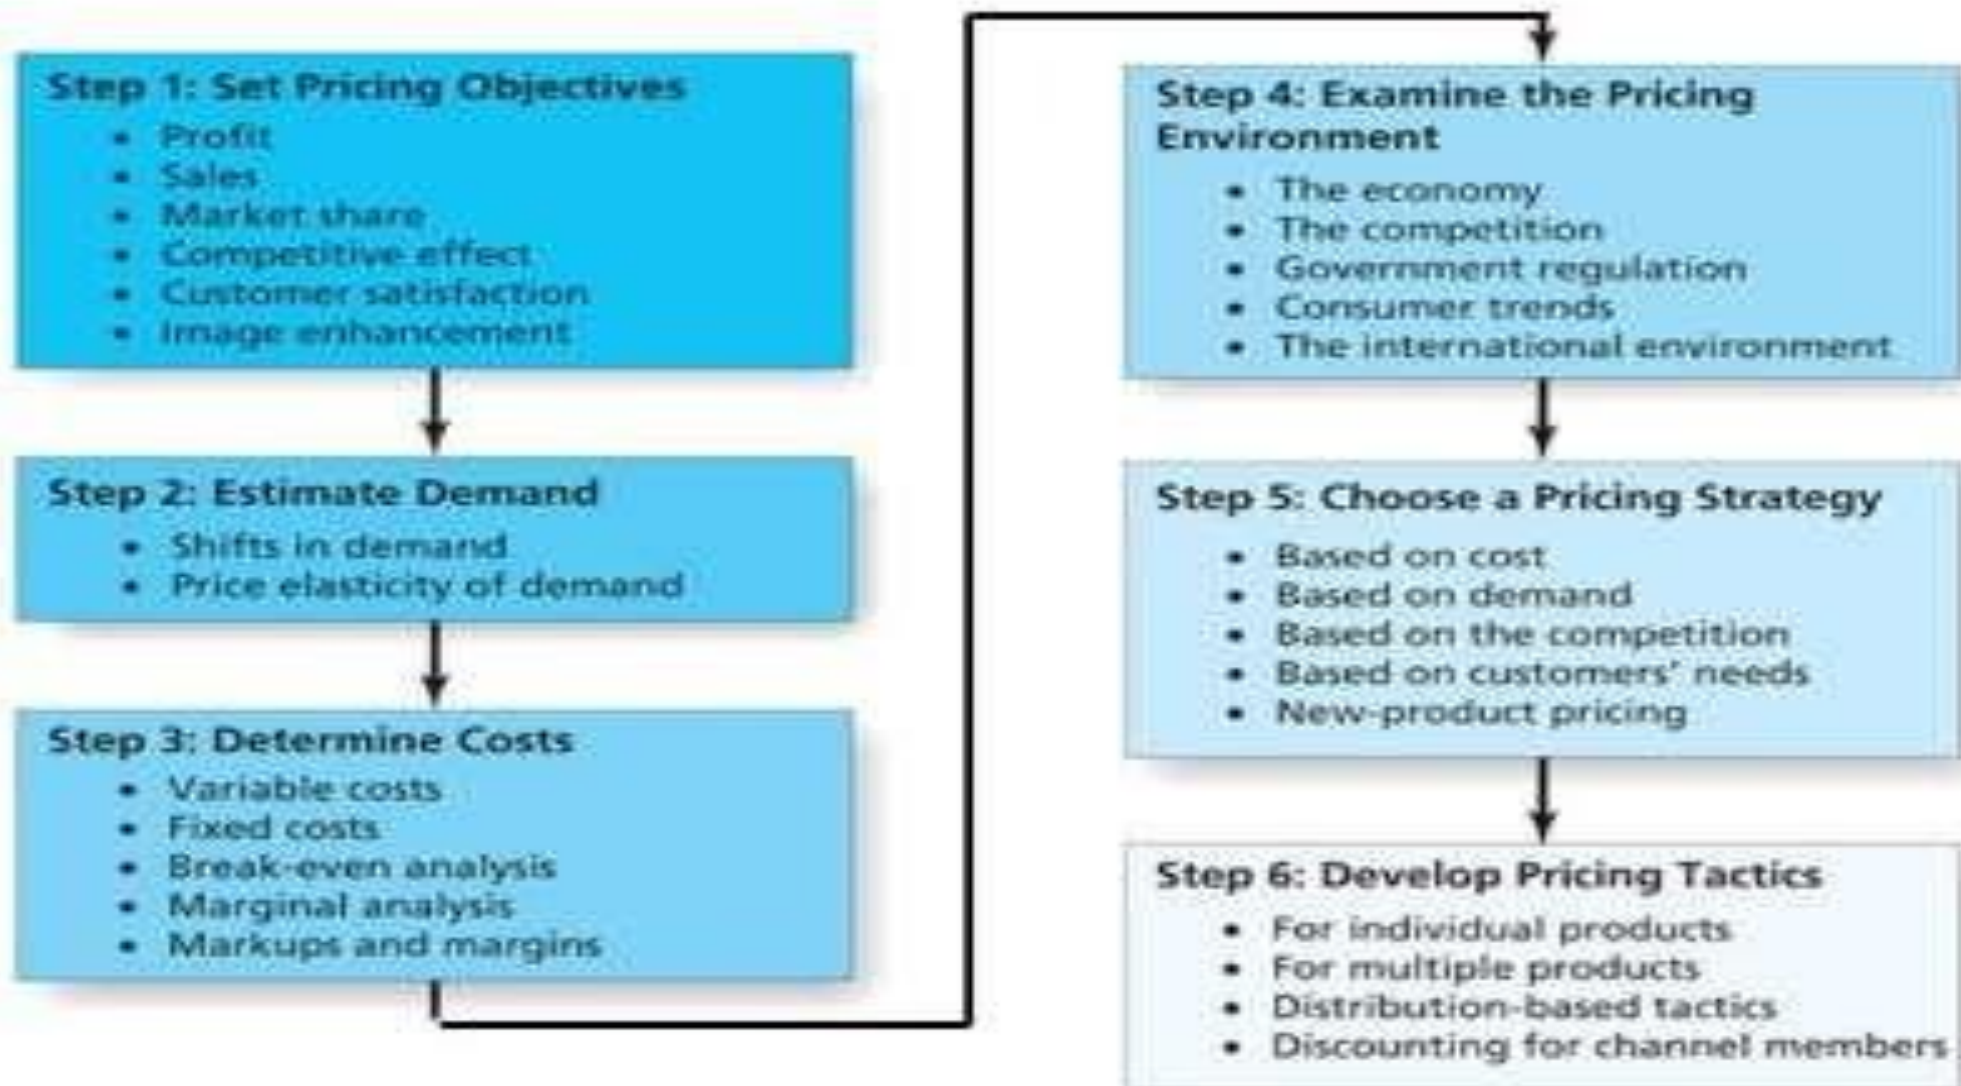 Step 1: Set Pricing Objectives
• Profit
• Sales
• Market share
• Competitive effect
• Customer satisfaction
• Image enhancement
Step 2: Estimate Demand
• Shifts in demand
• Price elasticity of demand
Step 3: Determine Costs
• Variable costs
• Fixed costs
• Break-even analysis
• Marginal analysis
• Markups and margins
Step 4: Examine the Pricing
Environment
• The economy
• The competition
• Government regulation
• Consumer trends
• The international environment
Step 5: Choose a Pricing Strategy
• Based on cost
• Based on demand
• Based on the competition
• Based on customers’ needs
• New-product pricing
Step 6: Develop Pricing Tactics
• For individual products
• For multiple products
• Distribution-based tactics
• Discounting for channel members